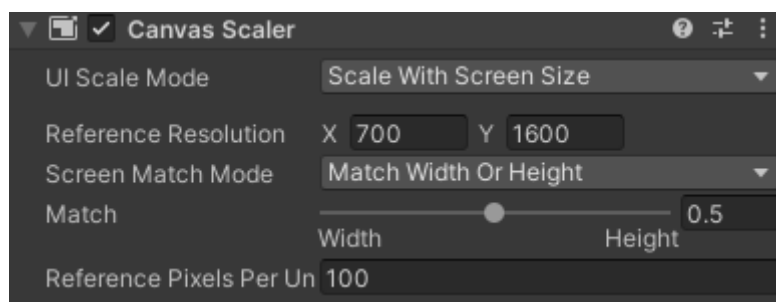 Canvas Scaler
UI Scale Mode Scale With Screen Size
Reference Resolution X 700 Y 1600
Screen Match Mode Match Width Or Height
Match 0.5
Width Height
Reference Pixels Per Un 100